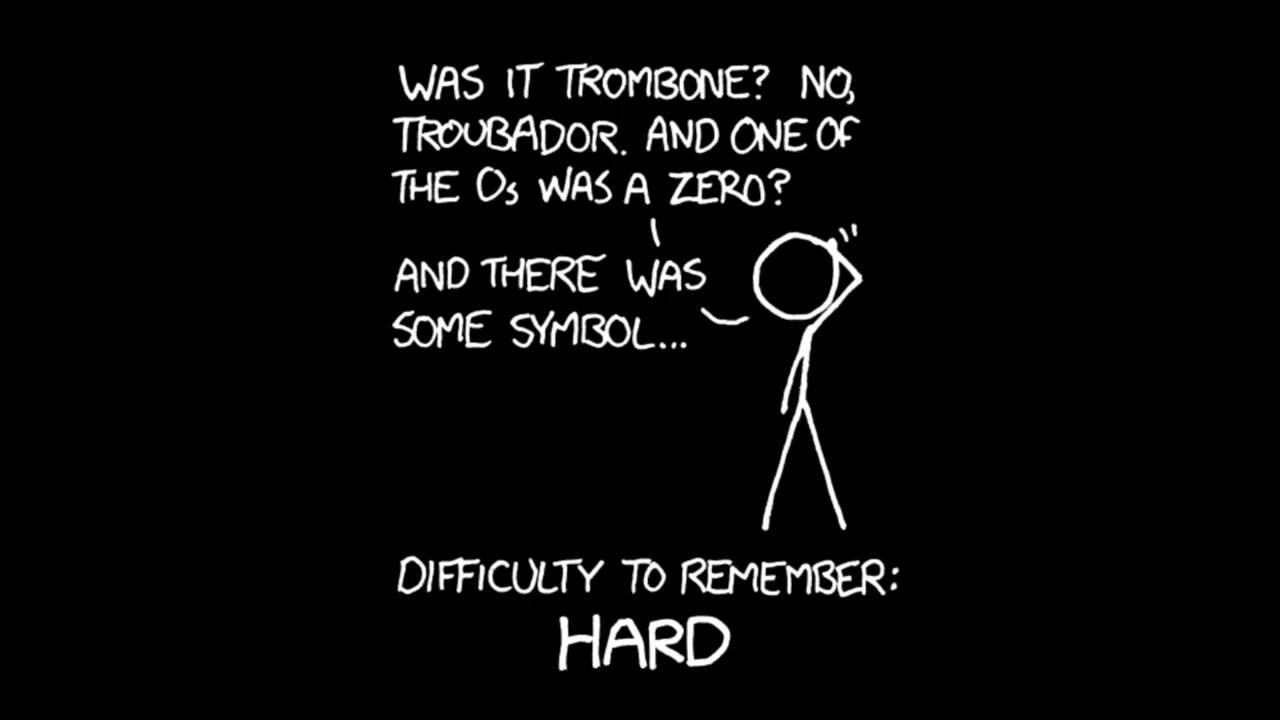 WAS IT TROMBONE? NO,
TROUBADOR. AND ONE OF
THE Os WAS A ZERO?
AND THERE WAS
SOME SYMBOL...
DIFFICULTY TO REMEMBER:
HARD